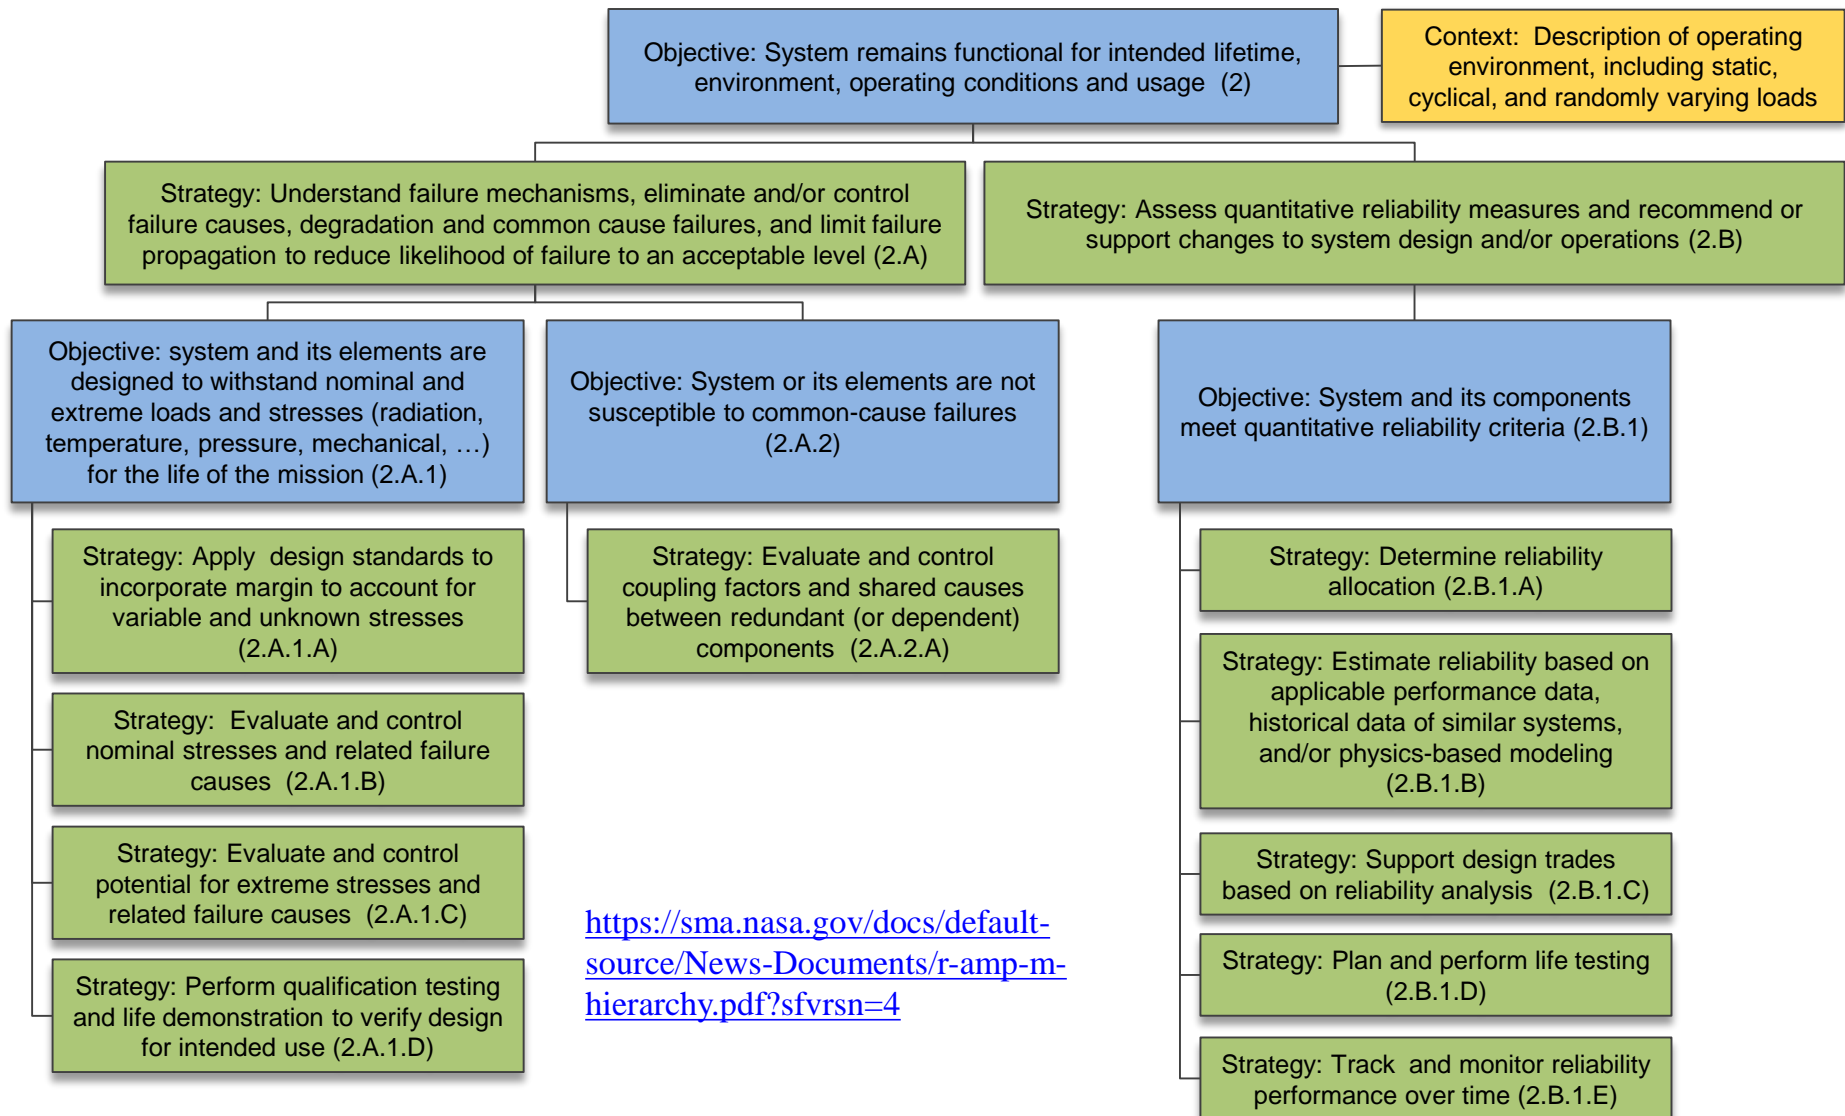 Objective: System remains functional for intended lifetime,
environment, operating conditions and usage (2)
Context: Description of operating
environment, including static,
cyclical, and randomly varying loads
Strategy: Understand failure mechanisms, eliminate and/or control
failure causes, degradation and common cause failures, and limit failure
propagation to reduce likelihood of failure to an acceptable level (2.A)
Strategy: Assess quantitative reliability measures and recommend or
support changes to system design and/or operations (2.B)
Objective: system and its elements are
designed to withstand nominal and
extreme loads and stresses (radiation,
temperature, pressure, mechanical, …)
for the life of the mission (2.A.1)
Objective: System or its elements are not
susceptible to common-cause failures
(2.A.2)
Objective: System and its components
meet quantitative reliability criteria (2.B.1)
Strategy: Apply design standards to
incorporate margin to account for
variable and unknown stresses
(2.A.1.A)
Strategy: Evaluate and control
nominal stresses and related failure
causes (2.A.1.B)
Strategy: Evaluate and control
potential for extreme stresses and
related failure causes (2.A.1.C)
Strategy: Perform qualification testing
and life demonstration to verify design
for intended use (2.A.1.D)
Strategy: Evaluate and control
coupling factors and shared causes
between redundant (or dependent)
components (2.A.2.A)
https://sma.nasa.gov/docs/default-
source/News-Documents/r-amp-m-
hierarchy.pdf?sfvrsn=4
Strategy: Determine reliability
allocation (2.B.1.A)
Strategy: Estimate reliability based on
applicable performance data,
historical data of similar systems,
and/or physics-based modeling
(2.B.1.B)
Strategy: Support design trades
based on reliability analysis (2.B.1.C)
Strategy: Plan and perform life testing
(2.B.1.D)
Strategy: Track and monitor reliability
performance over time (2.B.1.E)